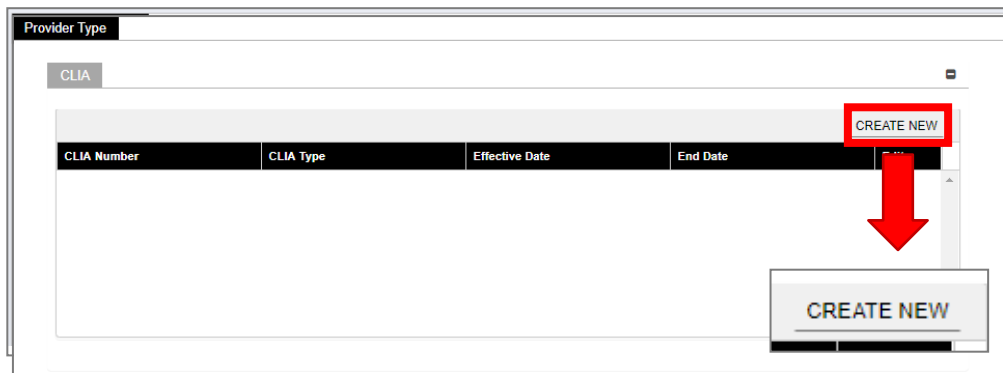 Provider Type
CLIA
CREATE NEW
CLIA Number CLIA Type Effective Date End Date
CREATE NEW